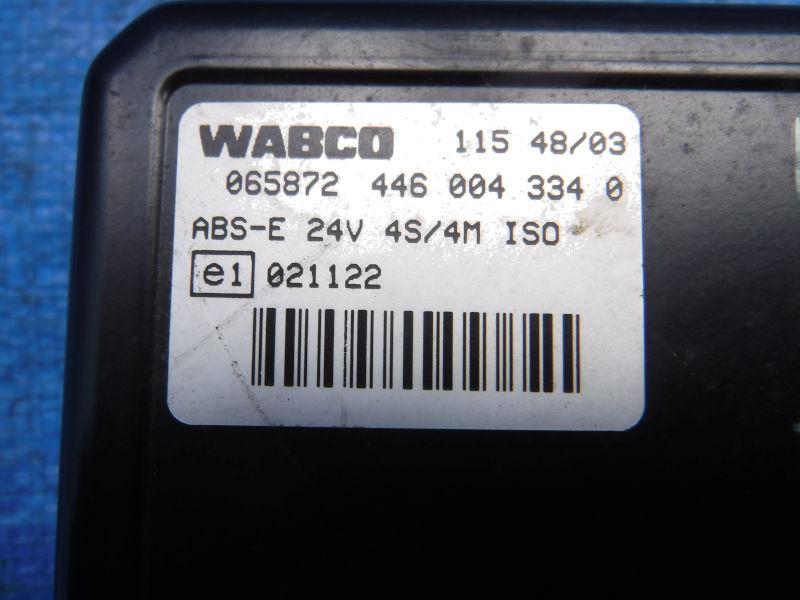 WABCO 115 48/03
065872 446 004 334 0
ABS-E 24V 4S/4M ISO
e1 021122